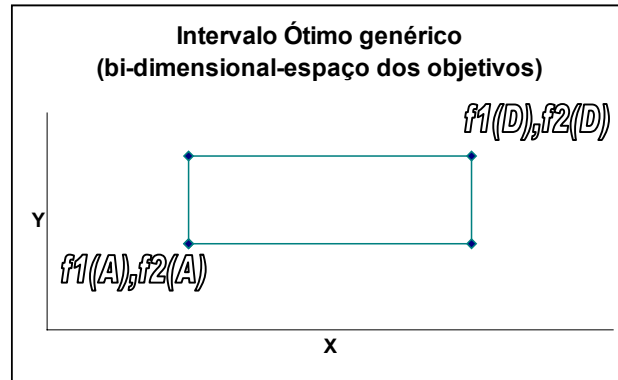 Intervalo Ótimo genérico
(bi-dimensional-espaço dos objetivos)
f1(D),f2(D)
Y
f1(A),f2(A)
X